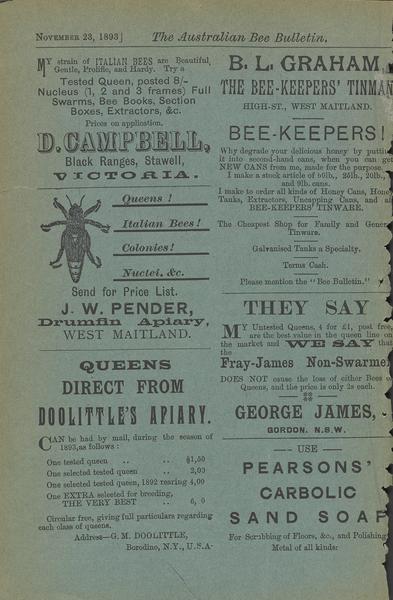 NOVEMBER 23, 1893]
The Australian Bee Bulletin.
MY strain of ITALIAN BEES are Beautiful,
Gentle, Prolific, and Hardy. Try a
Tested Queen, posted 8/-
Nucleus (1, 2 and 3 frames) Full
Swarms, Bee Books, Section
Boxes, Extractors, &c.
Prices on application.
D. CAMPBELL,
Black Ranges, Stawell,
VICTORIA.
Queens!
Italian Bees!
Colonies!
Nuclei, &c.
Send for Price List.
J. W. PENDER,
Drumfin Apiary,
WEST MAITLAND.
QUEENS
DIRECT FROM
DOOLITTLE'S APIARY.
CAN be had by mail, during the season of
1893, as follows:
One tested queen .. .. $1,50
One selected tested queen .. 2,00
One selected tested queen, 1892 rearing 4,00
One EXTRA selected for breeding,
THE VERY BEST .. 6, 0
Circular free, giving full particulars regarding
each class of queens.
Address—G. M. DOOLITTLE,
Borodino, N.Y., U.S.A.
B. L. GRAHAM,
THE BEE-KEEPERS' TINMAN
HIGH-ST., WEST MAITLAND.
BEE-KEEPERS!
Why degrade your delicious honey by puttin
it into second-hand cans, when you can get
NEW CANS from me, made for the purpose.
I make a stock article of 60lb., 25lb., 20lb.,
and 9lb. cans.
I make to order all kinds of Honey Cans, Hone
Tanks, Extractors, Uncapping Cans, and al
BEE-KEEPERS' TINWARE.
The Cheapest Shop for Family and Gener
Tinware.
Galvanised Tanks a Specialty.
Terms Cash.
Please mention the "Bee Bulletin."
THEY SAY
MY Untested Queens, 4 for £1, post free,
are the best value in the queen line on
the market and WE SAY that
the
Fray-James Non-Swarme
DOES NOT cause the loss of either Bees o
Queens, and the price is only 2s each.
GEORGE JAMES,
GORDON. N.S.W.
USE
PEARSONS'
CARBOLIC
SAND SOAP
For Scrubbing of Floors, &c., and Polishing
Metal of all kinds: